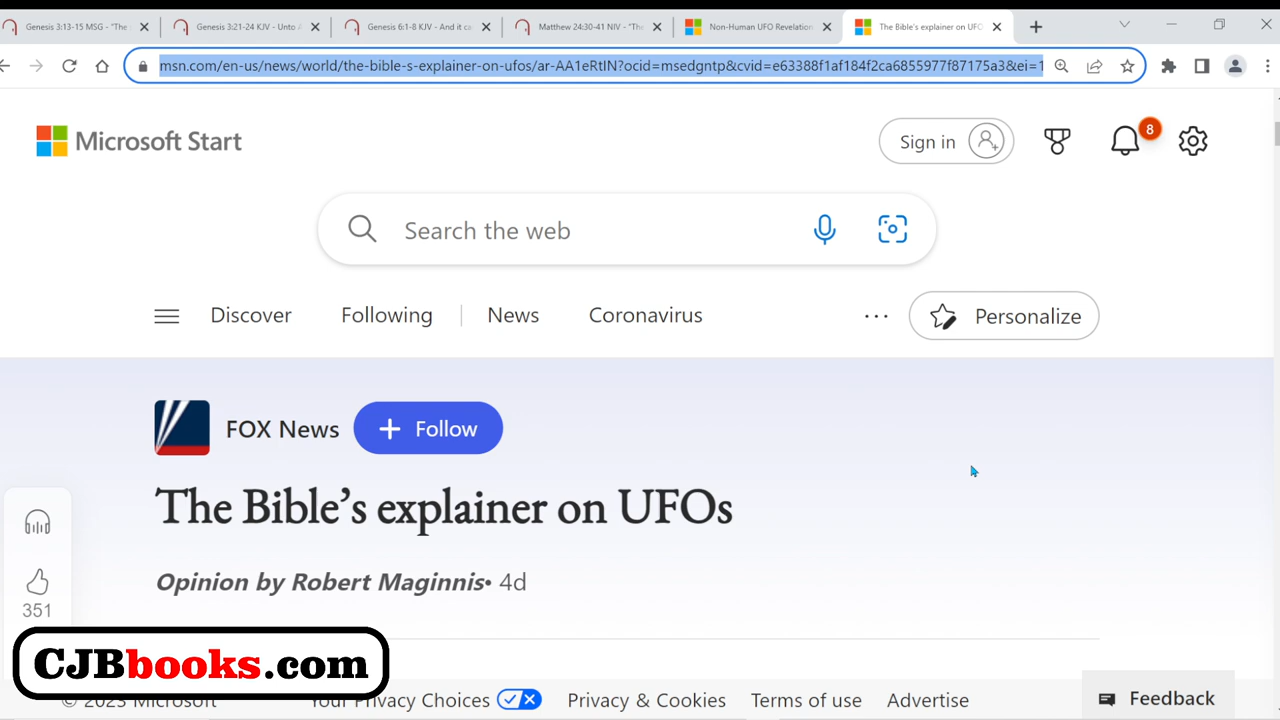 Genesis 3:13-15 MSG - "The
Genesis 3:21-24 KJV - Unto A
Genesis 6:1-8 KJV - And it ca
Matthew 24:30-41 NIV - "The
Non-Human UFO Revelation
The Bible's explainer on UFO
msn.com/en-us/news/world/the-bible-s-explainer-on-ufos/ar-AA1eRtIN?ocid=msedgntp&cvid=e63388f1af184f2ca6855977f87175a3&ei=1
Microsoft Start
Sign in
8
Search the web
Discover
Following
News
Coronavirus
...
Personalize
FOX News
+ Follow
The Bible's explainer on UFOs
Opinion by Robert Maginnis• 4d
351
CJBbooks.com
© 2023 Microsoft
Your Privacy Choices
Privacy & Cookies
Terms of use
Advertise
Feedback